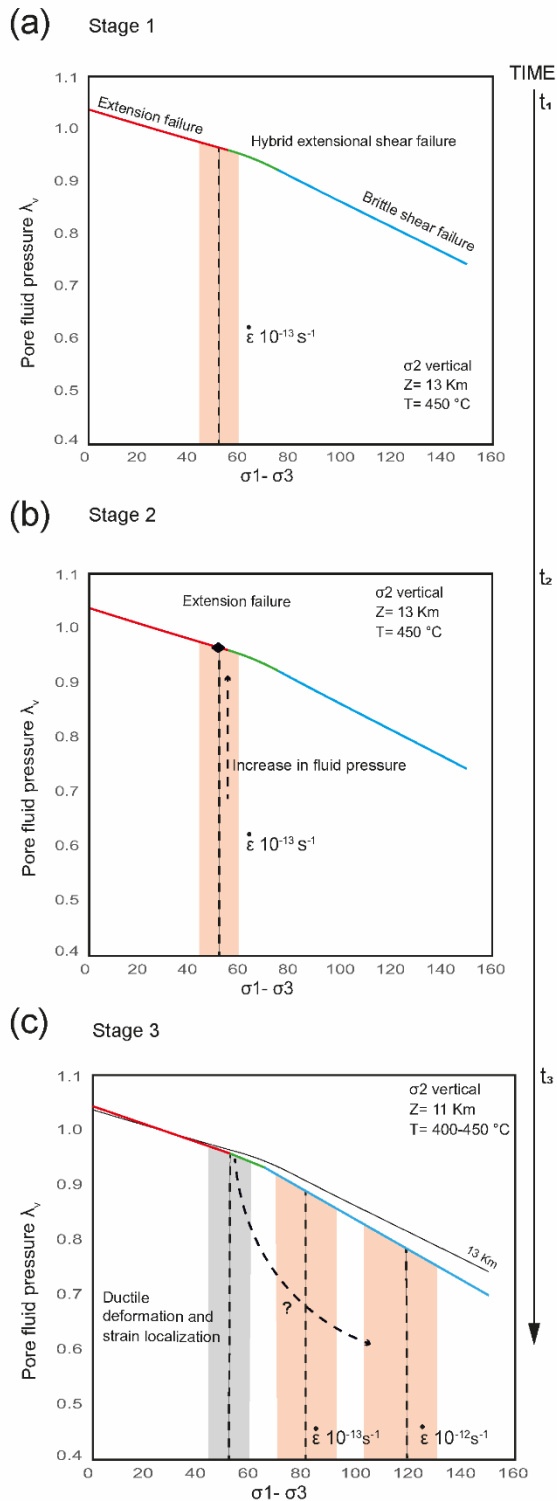 (a) Stage 1
TIME
t₁
1.1
1.0
0.9
0.8
0.7
0.6
0.5
0.4
Pore fluid pressure λv
Extension failure
Hybrid extensional shear failure
Brittle shear failure
ε̇ 10⁻¹³ s⁻¹
σ2 vertical
Z= 13 Km
T= 450 °C
0 20 40 60 80 100 120 140 160
σ1- σ3
(b) Stage 2
t₂
1.1
1.0
0.9
0.8
0.7
0.6
0.5
0.4
Pore fluid pressure λv
Extension failure
σ2 vertical
Z= 13 Km
T= 450 °C
Increase in fluid pressure
ε̇ 10⁻¹³ s⁻¹
0 20 40 60 80 100 120 140 160
σ1- σ3
(c) Stage 3
t₃
1.1
1.0
0.9
0.8
0.7
0.6
0.5
0.4
Pore fluid pressure λv
σ2 vertical
Z= 11 Km
T= 400-450 °C
13 Km
Ductile
deformation and
strain localization
?
ε̇ 10⁻¹³s⁻¹
ε̇ 10⁻¹²s⁻¹
0 20 40 60 80 100 120 140 160
σ1- σ3